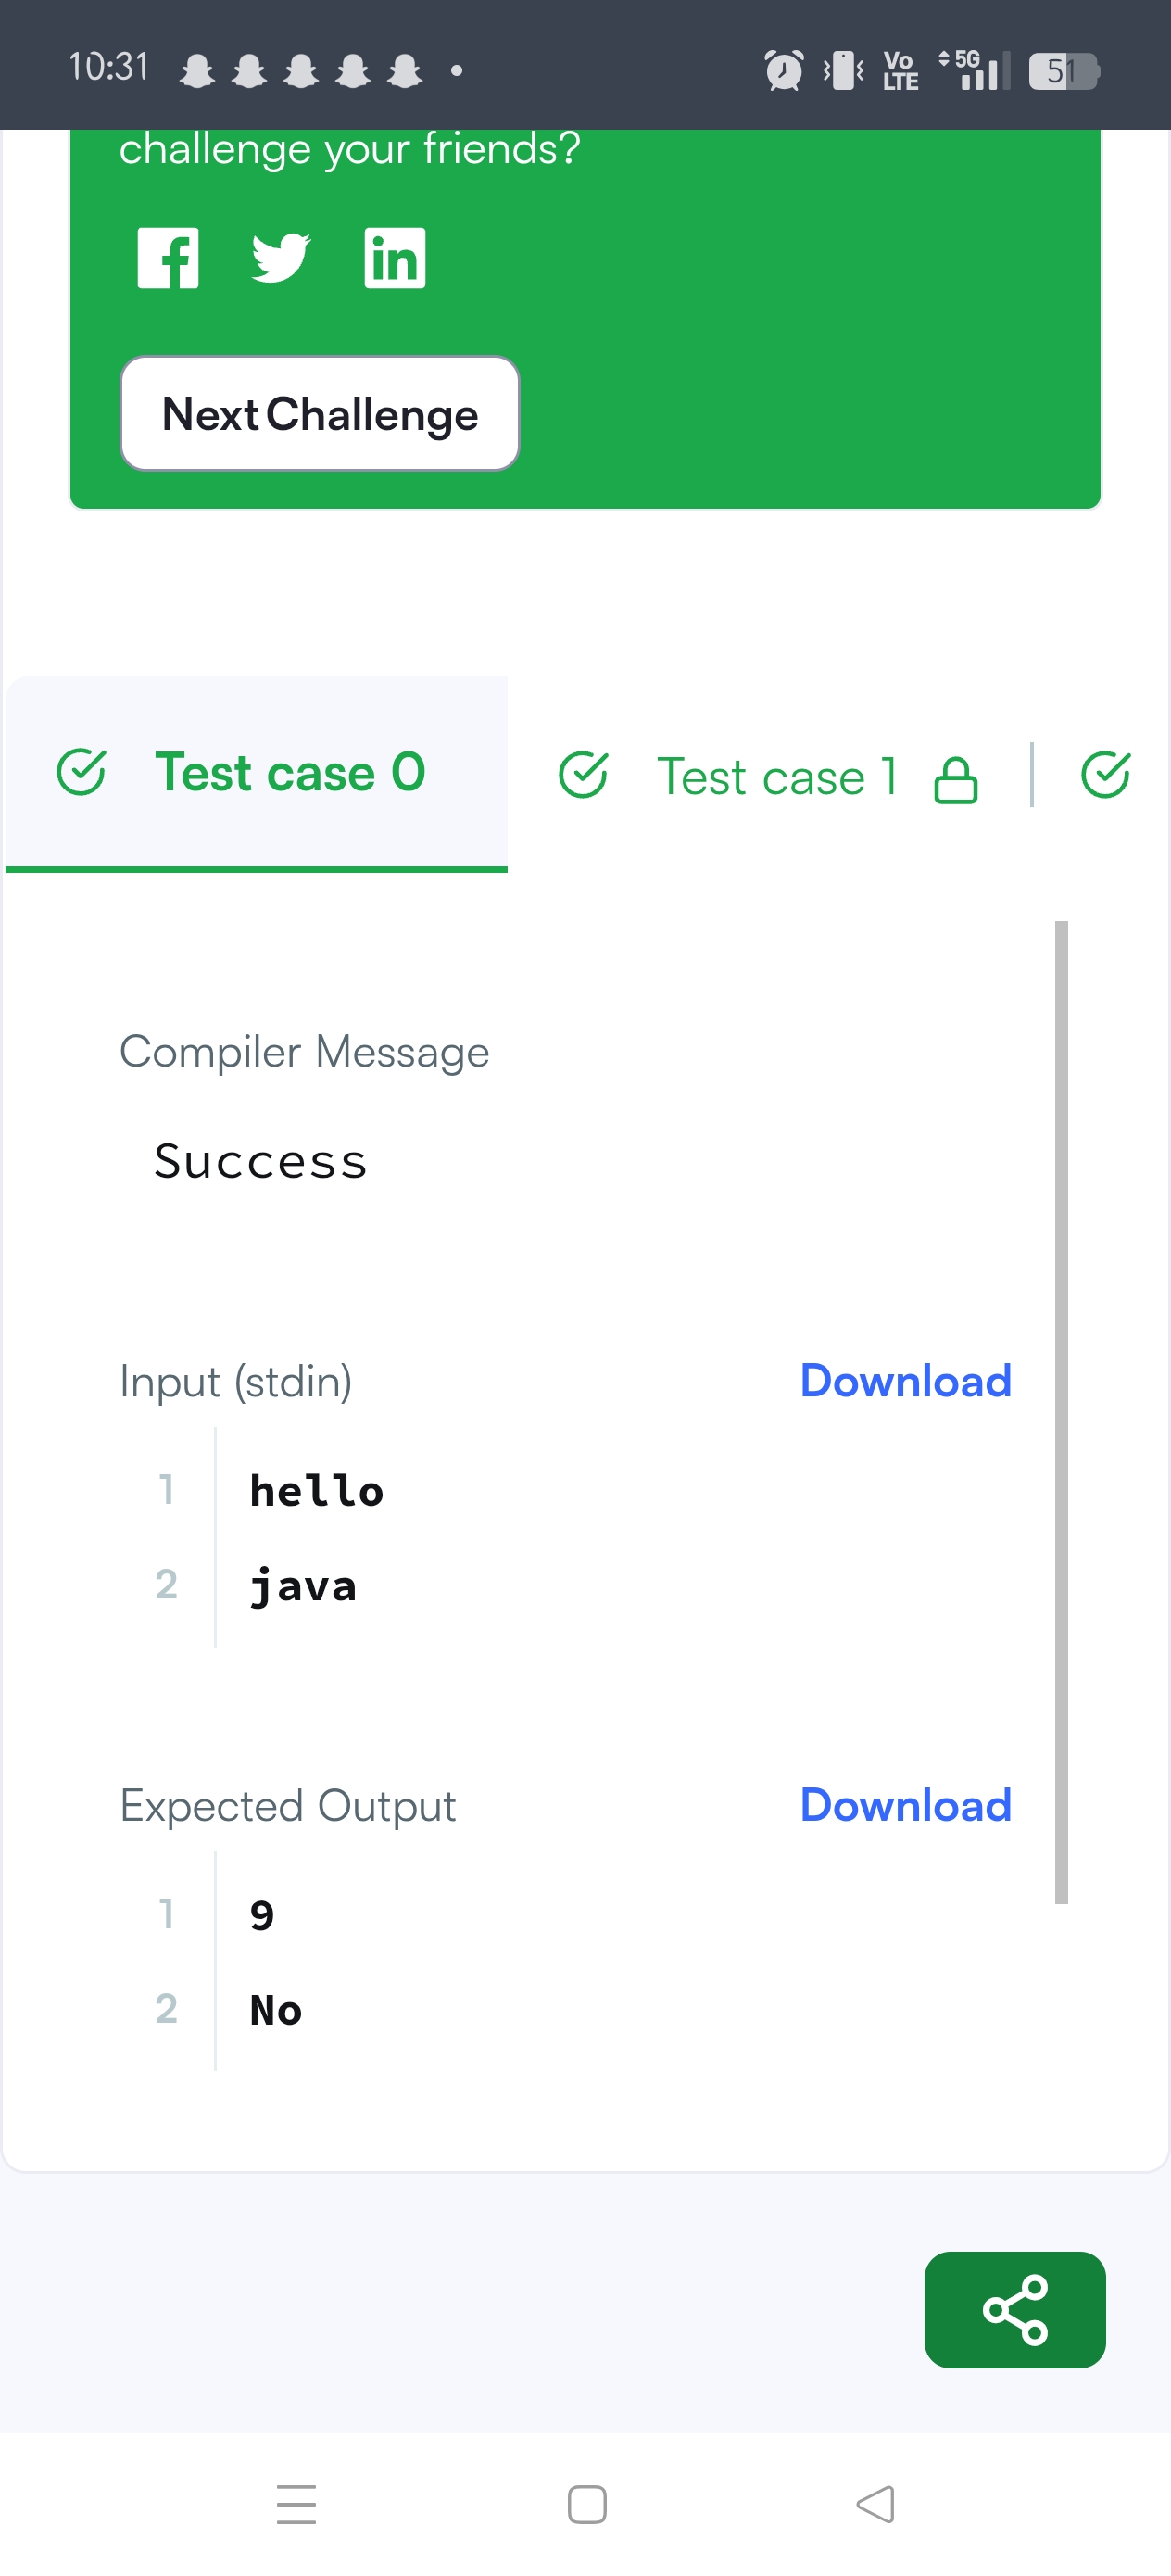 10:31 Vo LTE 5G 51
challenge your friends?
Next Challenge
Test case 0 Test case 1
Compiler Message
Success
Input (stdin) Download
1 hello
2 java
Expected Output Download
1 9
2 No